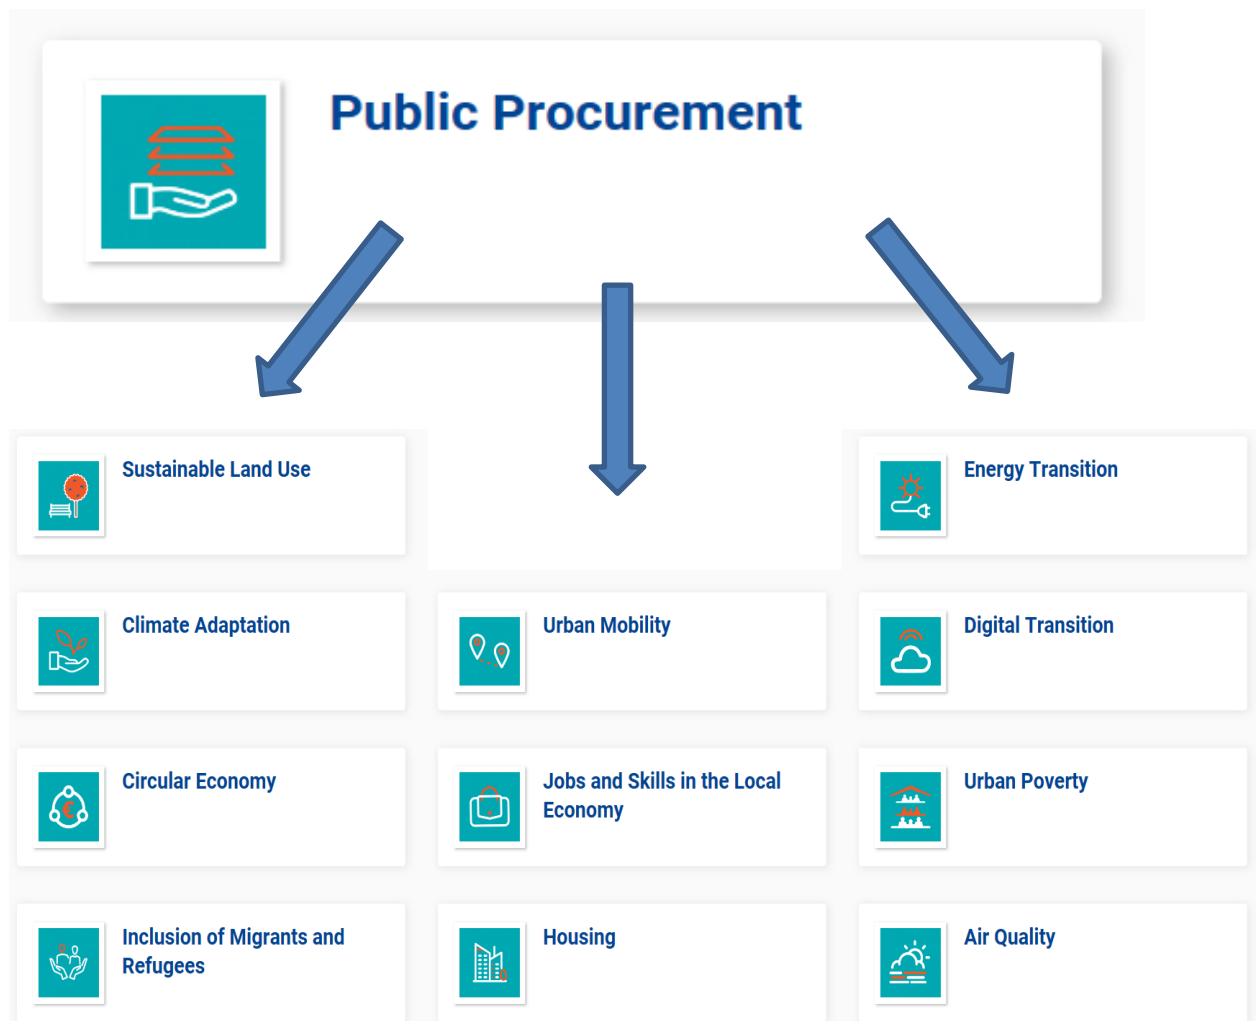 Public Procurement
Sustainable Land Use
Energy Transition
Climate Adaptation
Urban Mobility
Digital Transition
Circular Economy
Jobs and Skills in the Local
Economy
Urban Poverty
Inclusion of Migrants and
Refugees
Housing
Air Quality